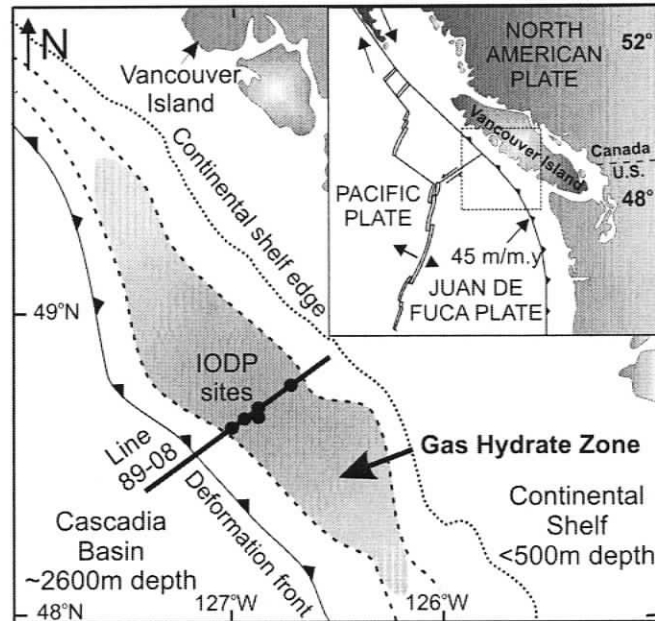 N
Vancouver
Island
Continental shelf edge
49°N
IODP
sites
Line
89-08
Deformation front
Gas Hydrate Zone
Cascadia
Basin
~2600m depth
Continental
Shelf
<500m depth
48°N
127°W
126°W
NORTH
AMERICAN
PLATE
52°
Vancouver Island
Canada
U.S.
48°
PACIFIC
PLATE
45 m/m.y
JUAN DE
FUCA PLATE